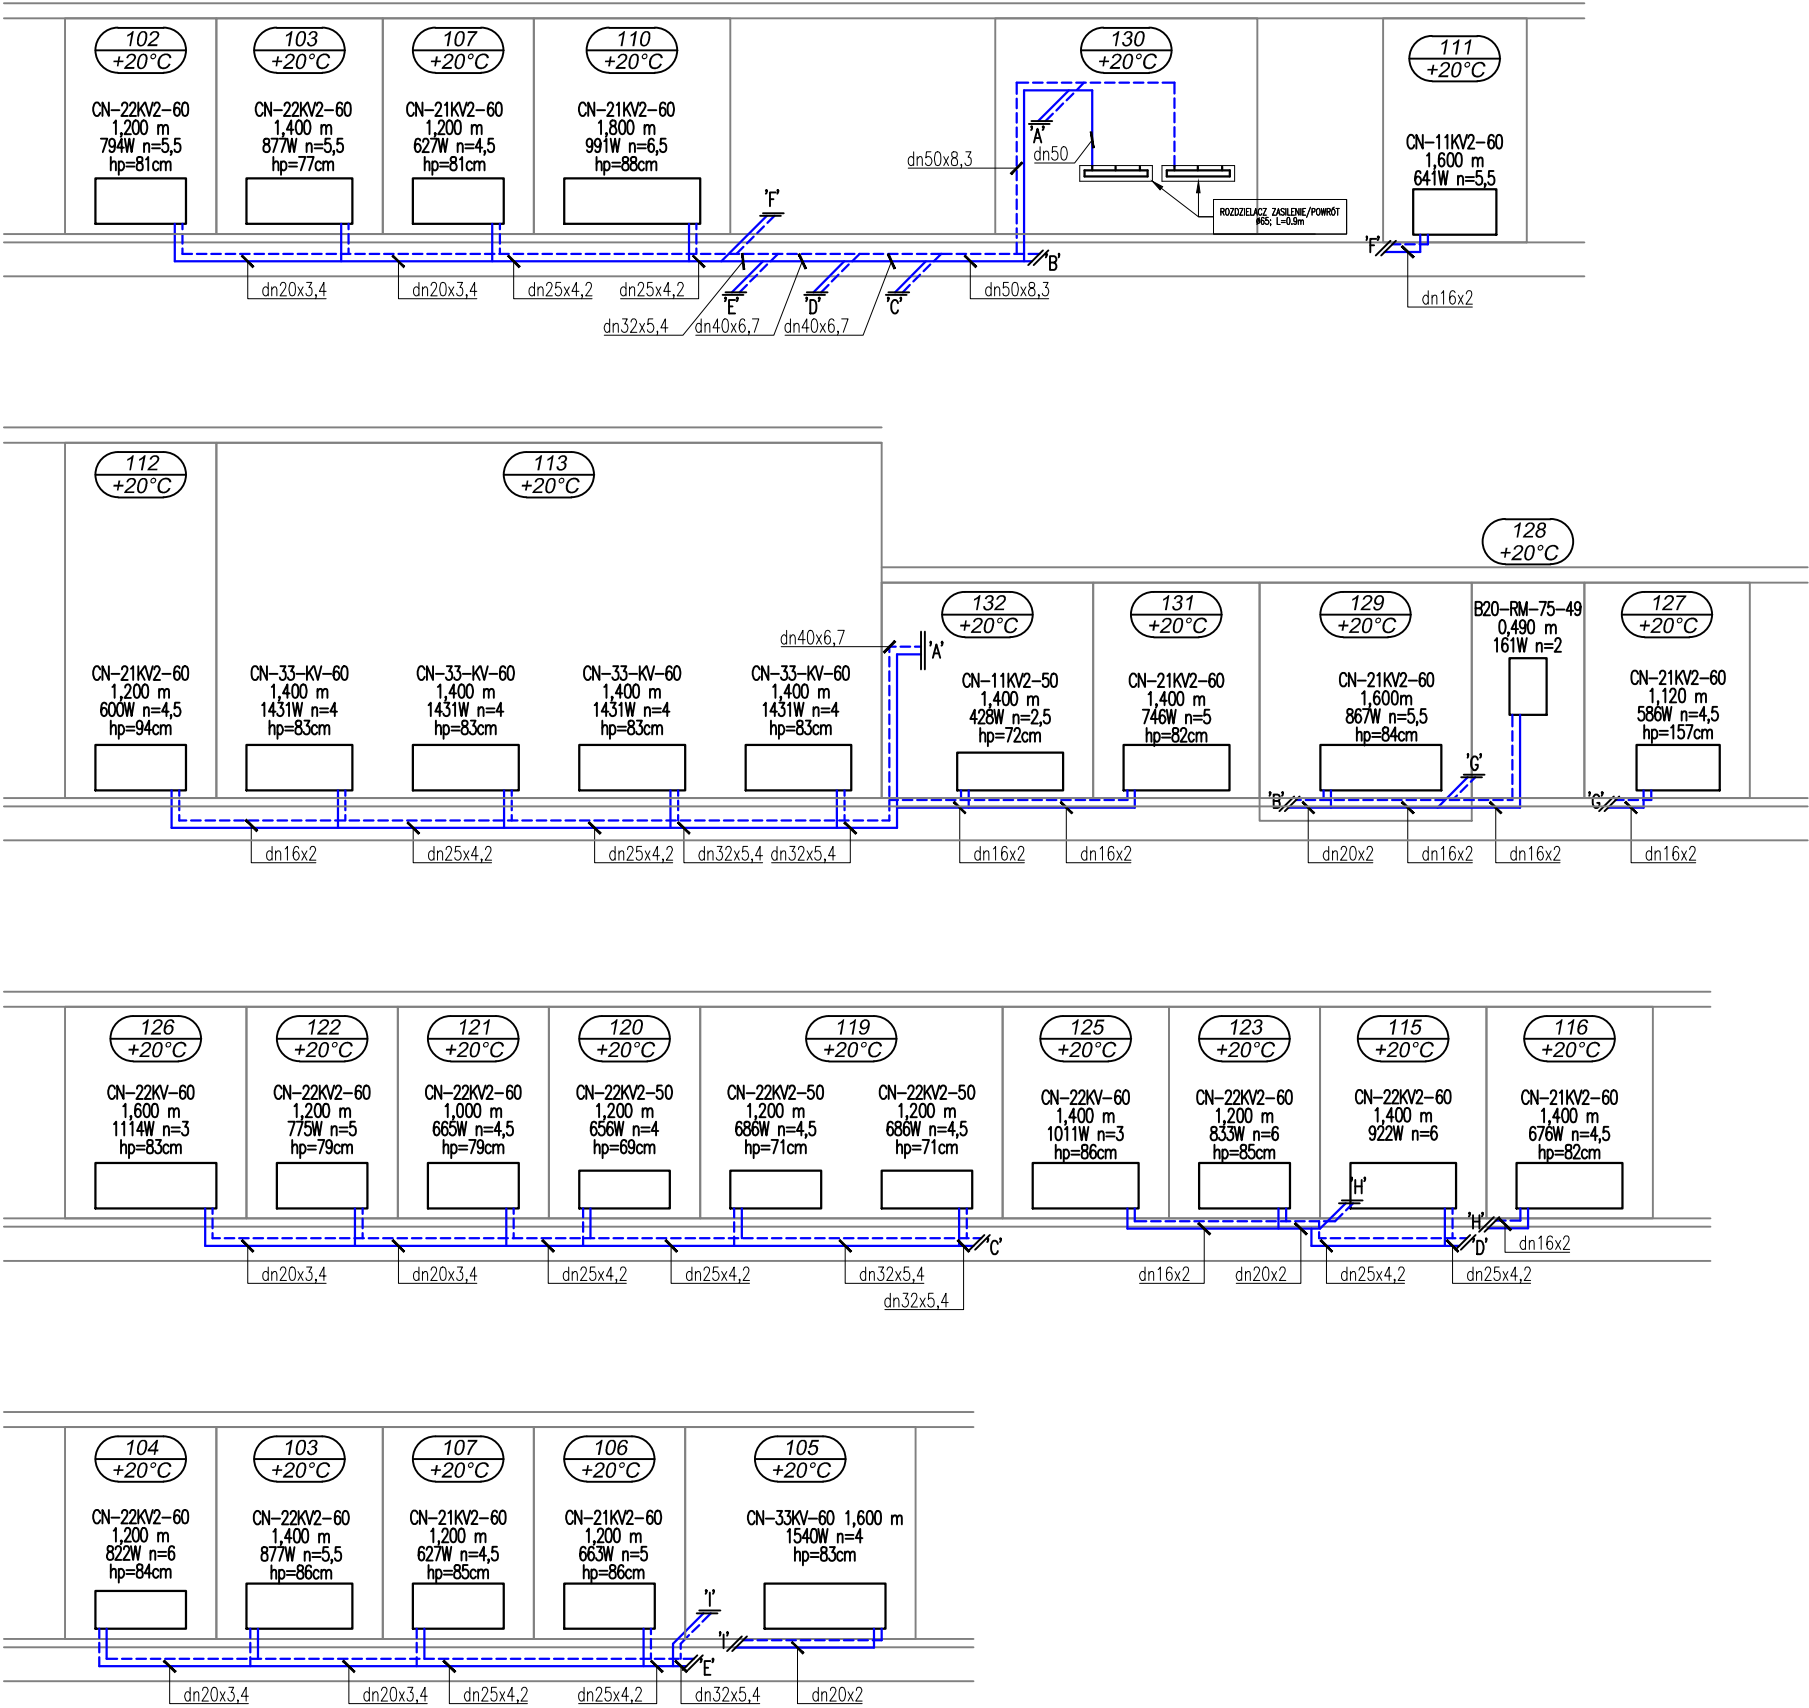 102
+20°C
CN-22KV2-60
1,200 m
794W n=5,5
hp=81cm
103
+20°C
CN-22KV2-60
1,400 m
877W n=5,5
hp=77cm
107
+20°C
CN-21KV2-60
1,200 m
627W n=4,5
hp=81cm
110
+20°C
CN-21KV2-60
1,800 m
991W n=6,5
hp=88cm
130
+20°C
111
+20°C
CN-11KV2-60
1,600 m
641W n=5,5
'A'
dn50x8,3
dn50
ROZDZIELACZ ZASILENIE/POWRÓT
ø65; L=0.9m
'F'
'F'
'B'
dn20x3,4
dn20x3,4
dn25x4,2
dn25x4,2
'E'
'D'
'C'
dn50x8,3
dn16x2
dn32x5,4
dn40x6,7
dn40x6,7
112
+20°C
CN-21KV2-60
1,200 m
600W n=4,5
hp=94cm
113
+20°C
CN-33-KV-60
1,400 m
1431W n=4
hp=83cm
CN-33-KV-60
1,400 m
1431W n=4
hp=83cm
CN-33-KV-60
1,400 m
1431W n=4
hp=83cm
CN-33-KV-60
1,400 m
1431W n=4
hp=83cm
dn40x6,7
'A'
132
+20°C
CN-11KV2-50
1,400 m
428W n=2,5
hp=72cm
131
+20°C
CN-21KV2-60
1,400 m
746W n=5
hp=82cm
129
+20°C
CN-21KV2-60
1,600m
867W n=5,5
hp=84cm
128
+20°C
B20-RM-75-49
0,490 m
161W n=2
127
+20°C
CN-21KV2-60
1,120 m
586W n=4,5
hp=157cm
'G'
'B'
'G'
dn16x2
dn25x4,2
dn25x4,2
dn32x5,4
dn32x5,4
dn16x2
dn16x2
dn20x2
dn16x2
dn16x2
dn16x2
126
+20°C
CN-22KV-60
1,600 m
1114W n=3
hp=83cm
122
+20°C
CN-22KV2-60
1,200 m
775W n=5
hp=79cm
121
+20°C
CN-22KV2-60
1,000 m
665W n=4,5
hp=79cm
120
+20°C
CN-22KV2-50
1,200 m
656W n=4
hp=69cm
119
+20°C
CN-22KV2-50
1,200 m
686W n=4,5
hp=71cm
CN-22KV2-50
1,200 m
686W n=4,5
hp=71cm
125
+20°C
CN-22KV-60
1,400 m
1011W n=3
hp=86cm
123
+20°C
CN-22KV2-60
1,200 m
833W n=6
hp=85cm
115
+20°C
CN-22KV2-60
1,400 m
922W n=6
116
+20°C
CN-21KV2-60
1,400 m
676W n=4,5
hp=82cm
'H'
'H'
'C'
'D'
dn16x2
dn20x3,4
dn20x3,4
dn25x4,2
dn25x4,2
dn32x5,4
dn16x2
dn20x2
dn25x4,2
dn25x4,2
dn32x5,4
104
+20°C
CN-22KV2-60
1,200 m
822W n=6
hp=84cm
103
+20°C
CN-22KV2-60
1,400 m
877W n=5,5
hp=86cm
107
+20°C
CN-21KV2-60
1,200 m
627W n=4,5
hp=85cm
106
+20°C
CN-21KV2-60
1,200 m
663W n=5
hp=86cm
105
+20°C
CN-33KV-60 1,600 m
1540W n=4
hp=83cm
'I'
'I'
'E'
dn20x3,4
dn20x3,4
dn25x4,2
dn25x4,2
dn32x5,4
dn20x2